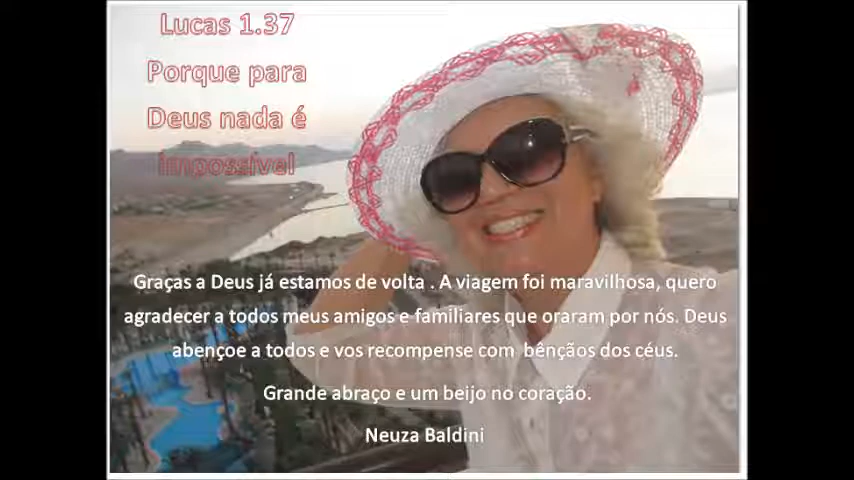 Lucas 1.37
Porque para
Deus nada é
impossível
Graças a Deus já estamos de volta . A viagem foi maravilhosa, quero
agradecer a todos meus amigos e familiares que oraram por nós. Deus
abençoe a todos e vos recompense com bênçãos dos céus.
Grande abraço e um beijo no coração.
Neuza Baldini